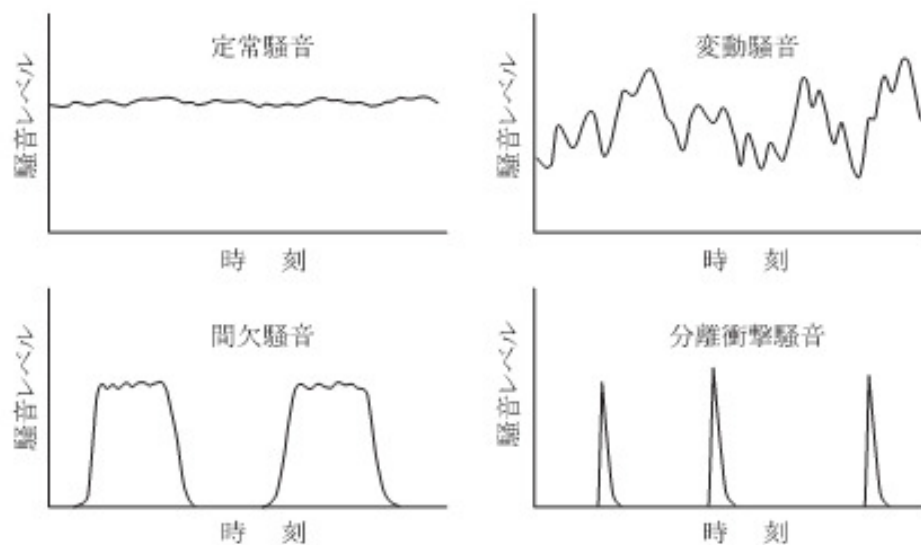 定常騒音
騒音レベル
時 刻
変動騒音
騒音レベル
時 刻
間欠騒音
騒音レベル
時 刻
分離衝撃騒音
騒音レベル
時 刻